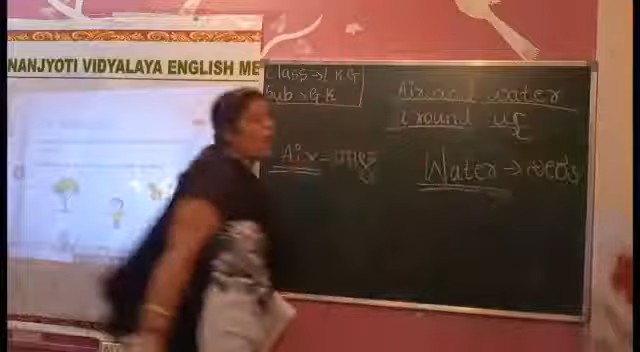 NANJYOTI VIDYALAYA ENGLISH ME
Class → L K G
Sub → G K
Air and water
around us
Air =
Water →